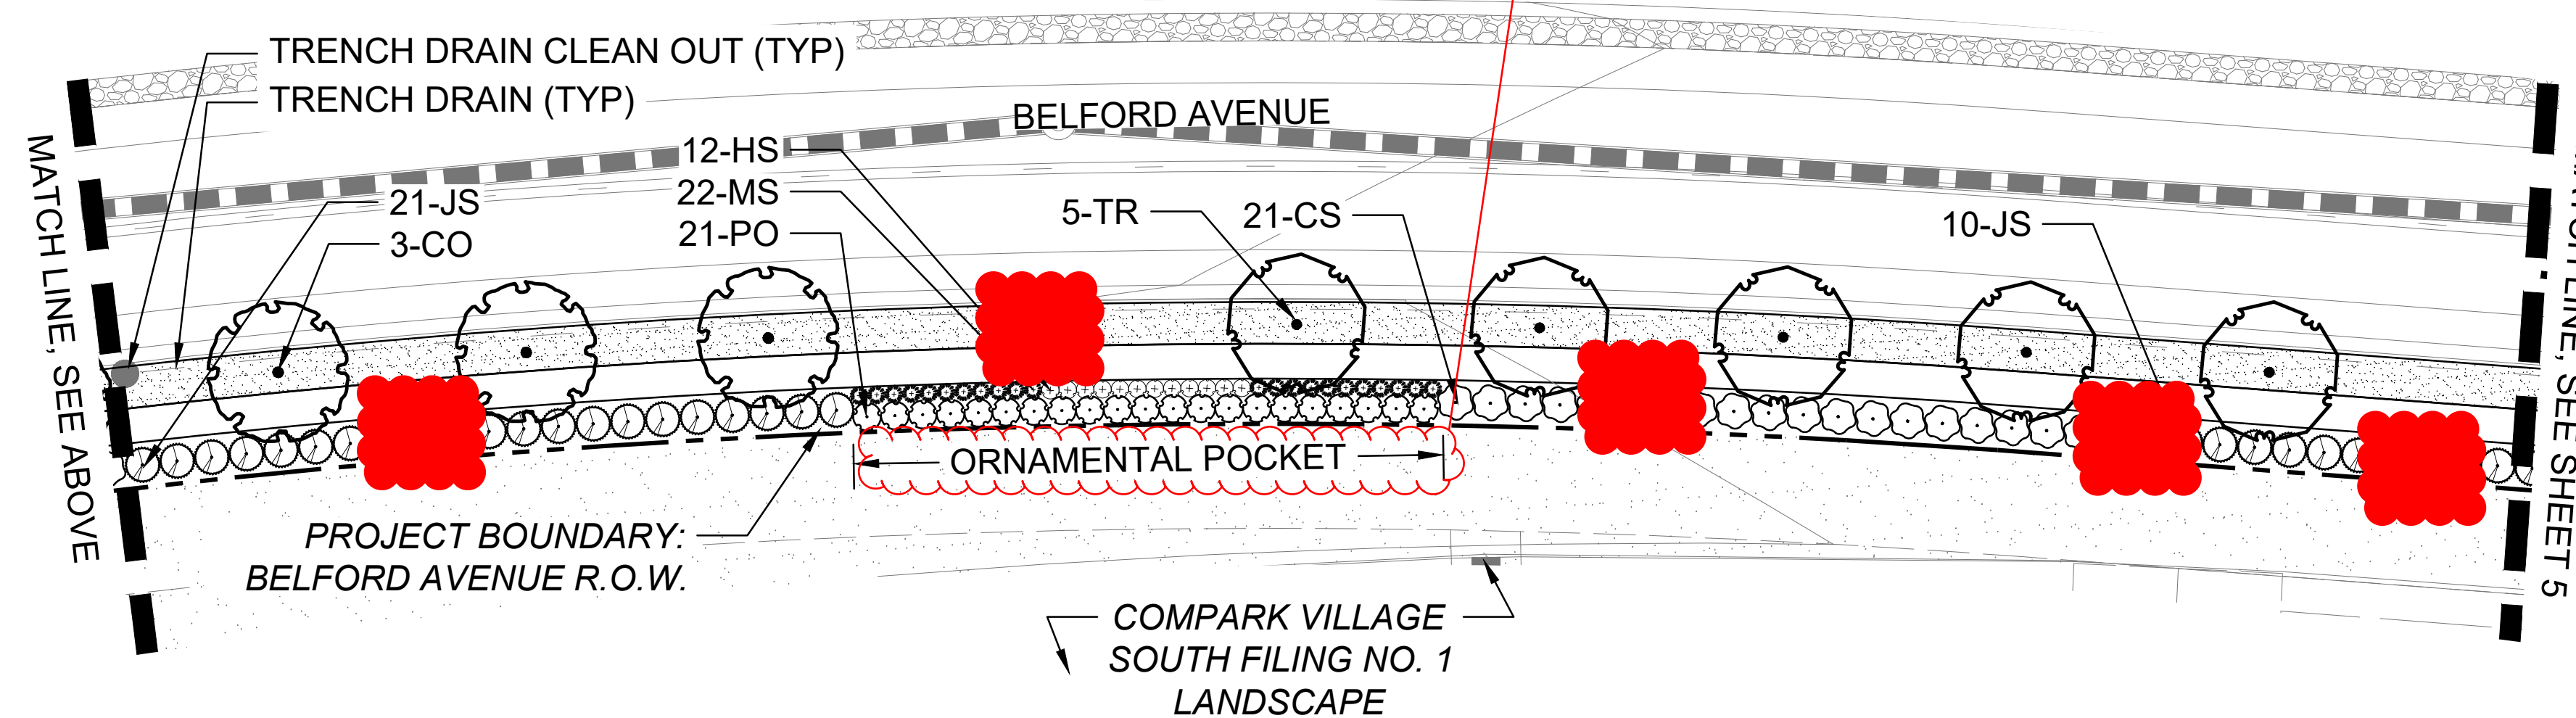 TRENCH DRAIN CLEAN OUT (TYP)
TRENCH DRAIN (TYP)
BELFORD AVENUE
12-HS
22-MS
21-PO
21-JS
3-CO
5-TR
21-CS
10-JS
MATCH LINE, SEE ABOVE
ORNAMENTAL POCKET
PROJECT BOUNDARY:
BELFORD AVENUE R.O.W.
COMPARK VILLAGE
SOUTH FILING NO. 1
LANDSCAPE
LINE, SEE SHEET 5